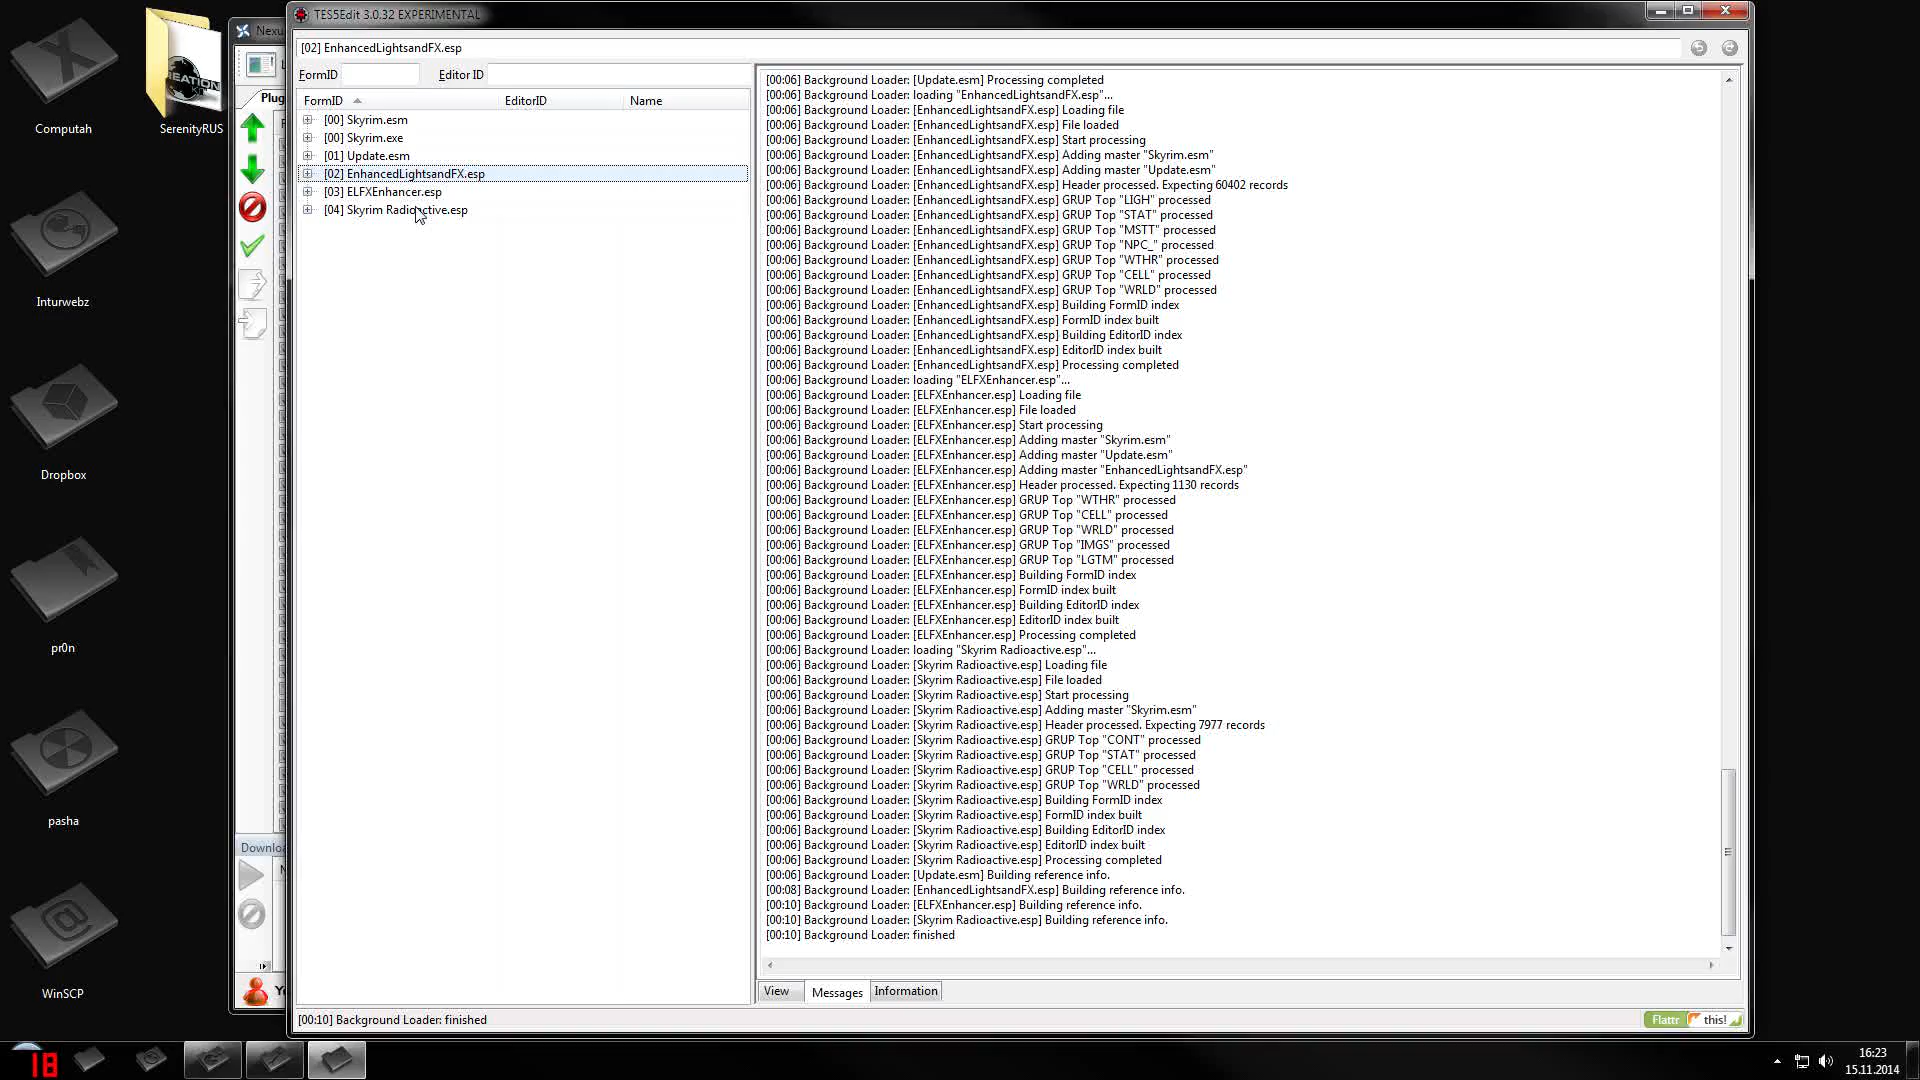 Computah
SerenityRUS
Inturwebz
Dropbox
pr0n
pasha
WinSCP
Nexu
Plug
Downloa
TES5Edit 3.0.32 EXPERIMENTAL
[02] EnhancedLightsandFX.esp
FormID
Editor ID
FormID EditorID Name
[00] Skyrim.esm
[00] Skyrim.exe
[01] Update.esm
[02] EnhancedLightsandFX.esp
[03] ELFXEnhancer.esp
[04] Skyrim Radioactive.esp
[00:06] Background Loader: [Update.esm] Processing completed
[00:06] Background Loader: loading "EnhancedLightsandFX.esp"...
[00:06] Background Loader: [EnhancedLightsandFX.esp] Loading file
[00:06] Background Loader: [EnhancedLightsandFX.esp] File loaded
[00:06] Background Loader: [EnhancedLightsandFX.esp] Start processing
[00:06] Background Loader: [EnhancedLightsandFX.esp] Adding master "Skyrim.esm"
[00:06] Background Loader: [EnhancedLightsandFX.esp] Adding master "Update.esm"
[00:06] Background Loader: [EnhancedLightsandFX.esp] Header processed. Expecting 60402 records
[00:06] Background Loader: [EnhancedLightsandFX.esp] GRUP Top "LIGH" processed
[00:06] Background Loader: [EnhancedLightsandFX.esp] GRUP Top "STAT" processed
[00:06] Background Loader: [EnhancedLightsandFX.esp] GRUP Top "MSTT" processed
[00:06] Background Loader: [EnhancedLightsandFX.esp] GRUP Top "NPC_" processed
[00:06] Background Loader: [EnhancedLightsandFX.esp] GRUP Top "WTHR" processed
[00:06] Background Loader: [EnhancedLightsandFX.esp] GRUP Top "CELL" processed
[00:06] Background Loader: [EnhancedLightsandFX.esp] GRUP Top "WRLD" processed
[00:06] Background Loader: [EnhancedLightsandFX.esp] Building FormID index
[00:06] Background Loader: [EnhancedLightsandFX.esp] FormID index built
[00:06] Background Loader: [EnhancedLightsandFX.esp] Building EditorID index
[00:06] Background Loader: [EnhancedLightsandFX.esp] EditorID index built
[00:06] Background Loader: [EnhancedLightsandFX.esp] Processing completed
[00:06] Background Loader: loading "ELFXEnhancer.esp"...
[00:06] Background Loader: [ELFXEnhancer.esp] Loading file
[00:06] Background Loader: [ELFXEnhancer.esp] File loaded
[00:06] Background Loader: [ELFXEnhancer.esp] Start processing
[00:06] Background Loader: [ELFXEnhancer.esp] Adding master "Skyrim.esm"
[00:06] Background Loader: [ELFXEnhancer.esp] Adding master "Update.esm"
[00:06] Background Loader: [ELFXEnhancer.esp] Adding master "EnhancedLightsandFX.esp"
[00:06] Background Loader: [ELFXEnhancer.esp] Header processed. Expecting 1130 records
[00:06] Background Loader: [ELFXEnhancer.esp] GRUP Top "WTHR" processed
[00:06] Background Loader: [ELFXEnhancer.esp] GRUP Top "CELL" processed
[00:06] Background Loader: [ELFXEnhancer.esp] GRUP Top "WRLD" processed
[00:06] Background Loader: [ELFXEnhancer.esp] GRUP Top "IMGS" processed
[00:06] Background Loader: [ELFXEnhancer.esp] GRUP Top "LGTM" processed
[00:06] Background Loader: [ELFXEnhancer.esp] Building FormID index
[00:06] Background Loader: [ELFXEnhancer.esp] FormID index built
[00:06] Background Loader: [ELFXEnhancer.esp] Building EditorID index
[00:06] Background Loader: [ELFXEnhancer.esp] EditorID index built
[00:06] Background Loader: [ELFXEnhancer.esp] Processing completed
[00:06] Background Loader: loading "Skyrim Radioactive.esp"...
[00:06] Background Loader: [Skyrim Radioactive.esp] Loading file
[00:06] Background Loader: [Skyrim Radioactive.esp] File loaded
[00:06] Background Loader: [Skyrim Radioactive.esp] Start processing
[00:06] Background Loader: [Skyrim Radioactive.esp] Adding master "Skyrim.esm"
[00:06] Background Loader: [Skyrim Radioactive.esp] Header processed. Expecting 7977 records
[00:06] Background Loader: [Skyrim Radioactive.esp] GRUP Top "CONT" processed
[00:06] Background Loader: [Skyrim Radioactive.esp] GRUP Top "STAT" processed
[00:06] Background Loader: [Skyrim Radioactive.esp] GRUP Top "CELL" processed
[00:06] Background Loader: [Skyrim Radioactive.esp] GRUP Top "WRLD" processed
[00:06] Background Loader: [Skyrim Radioactive.esp] Building FormID index
[00:06] Background Loader: [Skyrim Radioactive.esp] FormID index built
[00:06] Background Loader: [Skyrim Radioactive.esp] Building EditorID index
[00:06] Background Loader: [Skyrim Radioactive.esp] EditorID index built
[00:06] Background Loader: [Skyrim Radioactive.esp] Processing completed
[00:06] Background Loader: [Update.esm] Building reference info.
[00:08] Background Loader: [EnhancedLightsandFX.esp] Building reference info.
[00:10] Background Loader: [ELFXEnhancer.esp] Building reference info.
[00:10] Background Loader: [Skyrim Radioactive.esp] Building reference info.
[00:10] Background Loader: finished
View Messages Information
[00:10] Background Loader: finished
Flattr this!
18
16:23
15.11.2014